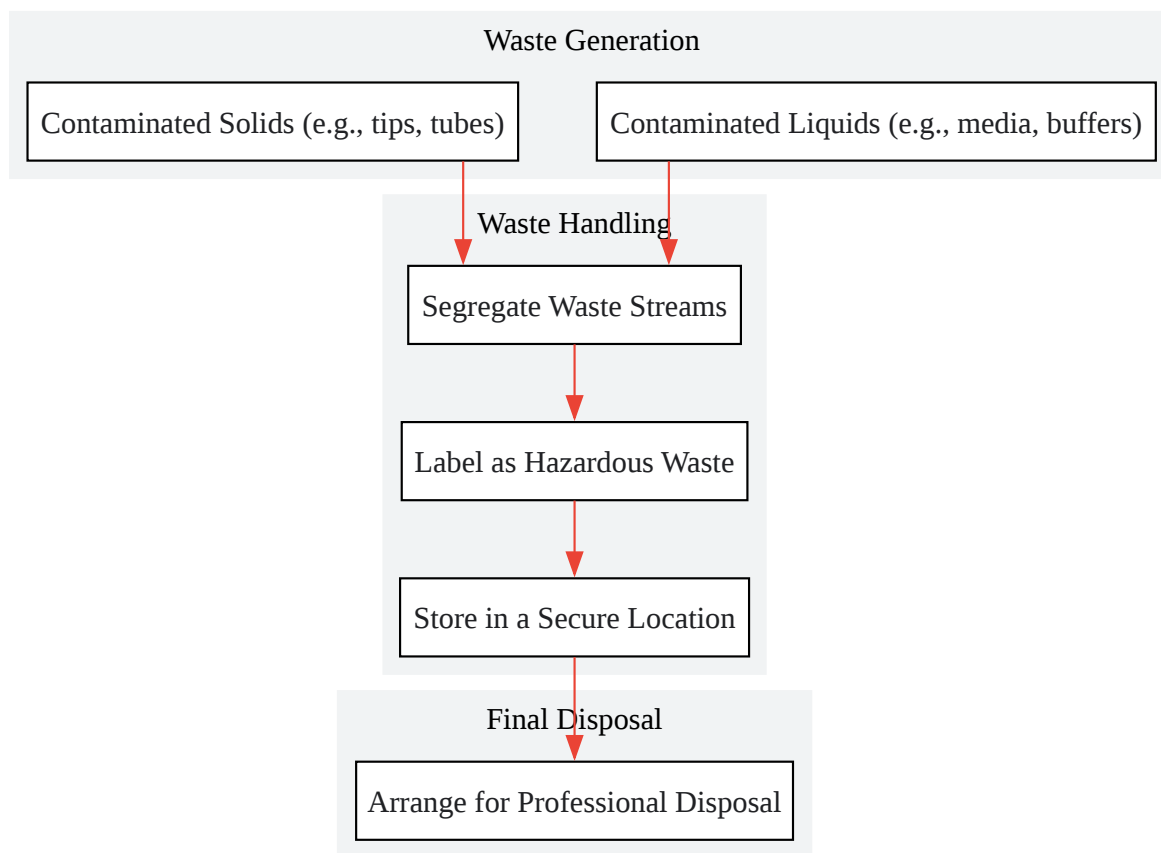 Waste Generation
Contaminated Solids (e.g., tips, tubes)
Contaminated Liquids (e.g., media, buffers)
Waste Handling
Segregate Waste Streams
Label as Hazardous Waste
Store in a Secure Location
Final Disposal
Arrange for Professional Disposal